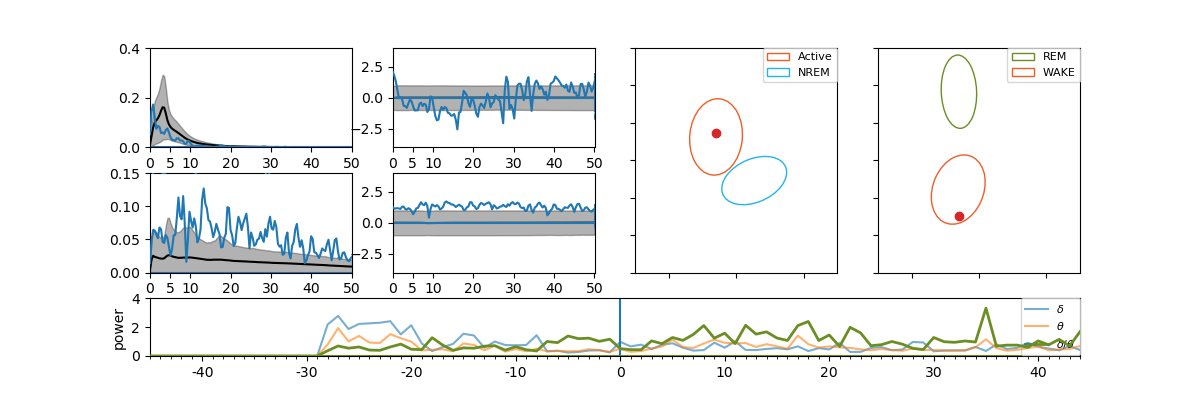 0.4
0.2
0.0
0 5 10 20 30 40 50
2.5
0.0
−2.5
0 5 10 20 30 40 50
Active
NREM
REM
WAKE
0.15
0.10
0.05
0.00
0 5 10 20 30 40 50
2.5
0.0
−2.5
0 5 10 20 30 40 50
power
4
2
0
-40 -30 -20 -10 0 10 20 30 40
δ
θ
δ/θ